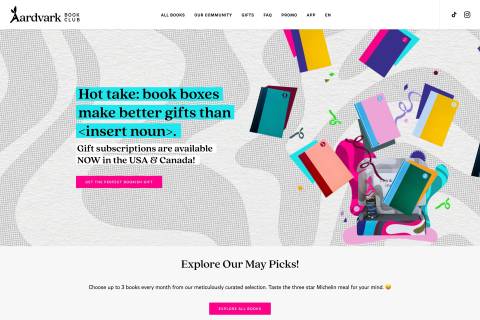 Aardvark BOOK CLUB
ALL BOOKS OUR COMMUNITY GIFTS FAQ PROMO APP EN
Hot take: book boxes
make better gifts than
<insert noun>.
Gift subscriptions are available
NOW in the USA & Canada!
GET THE PERFECT BOOKISH GIFT
Explore Our May Picks!
Choose up to 3 books every month from our meticulously curated selection. Taste the three star Michelin meal for your mind. 😄
EXPLORE ALL BOOKS